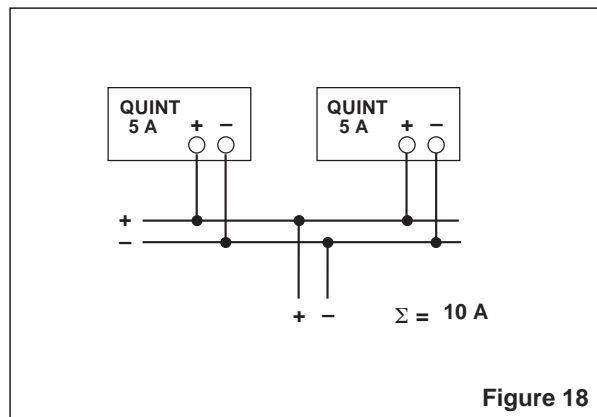 QUINT
5 A + −
QUINT
5 A + −
+
−
+ −
Σ = 10 A
Figure 18